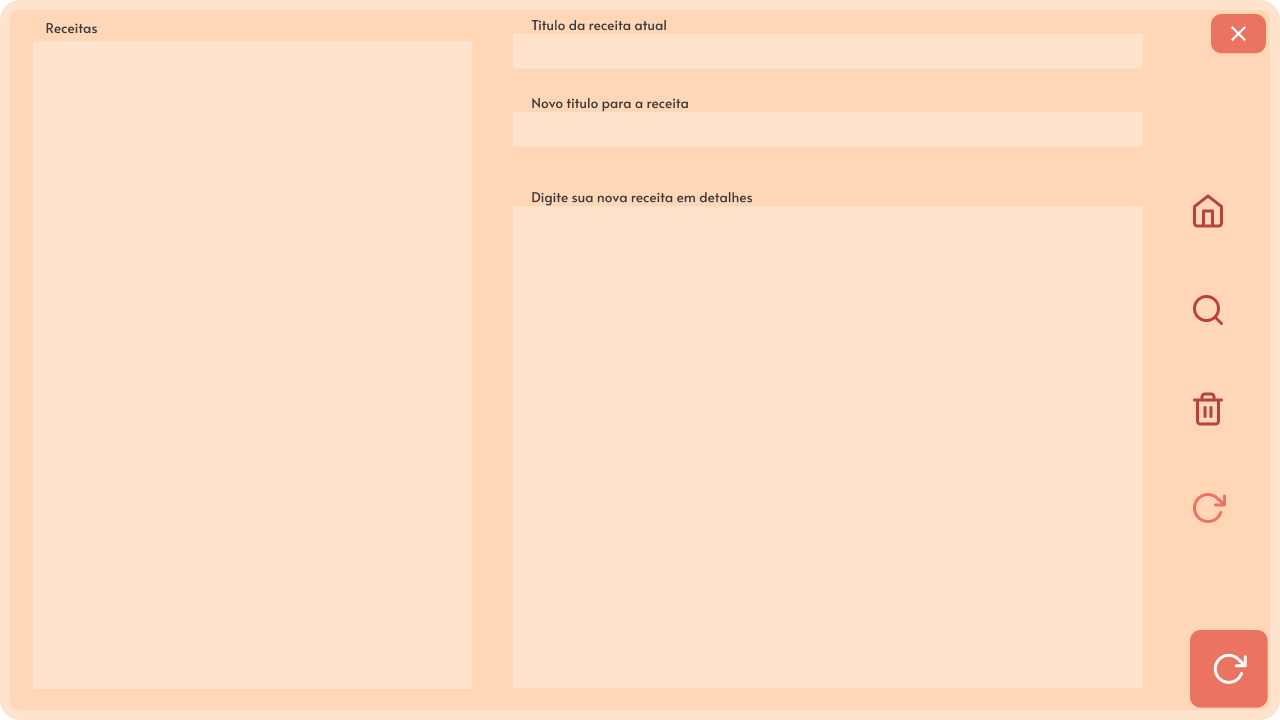 Receitas
Titulo da receita atual
Novo titulo para a receita
Digite sua nova receita em detalhes